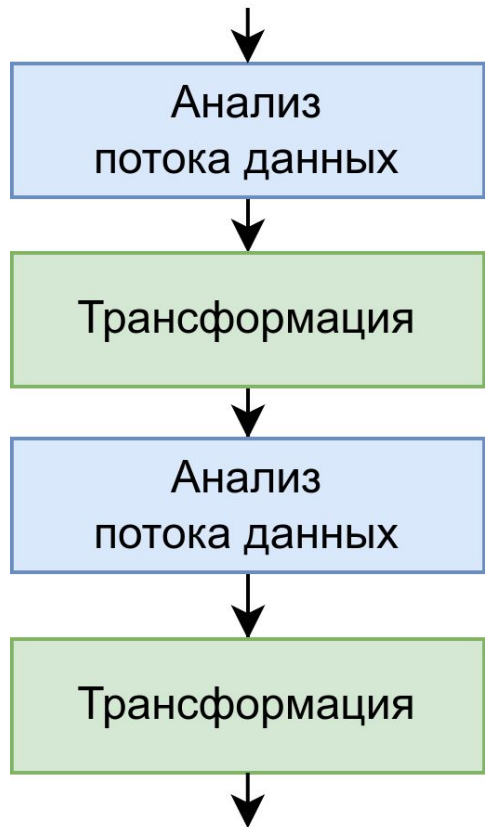 Анализ
потока данных
Трансформация
Анализ
потока данных
Трансформация